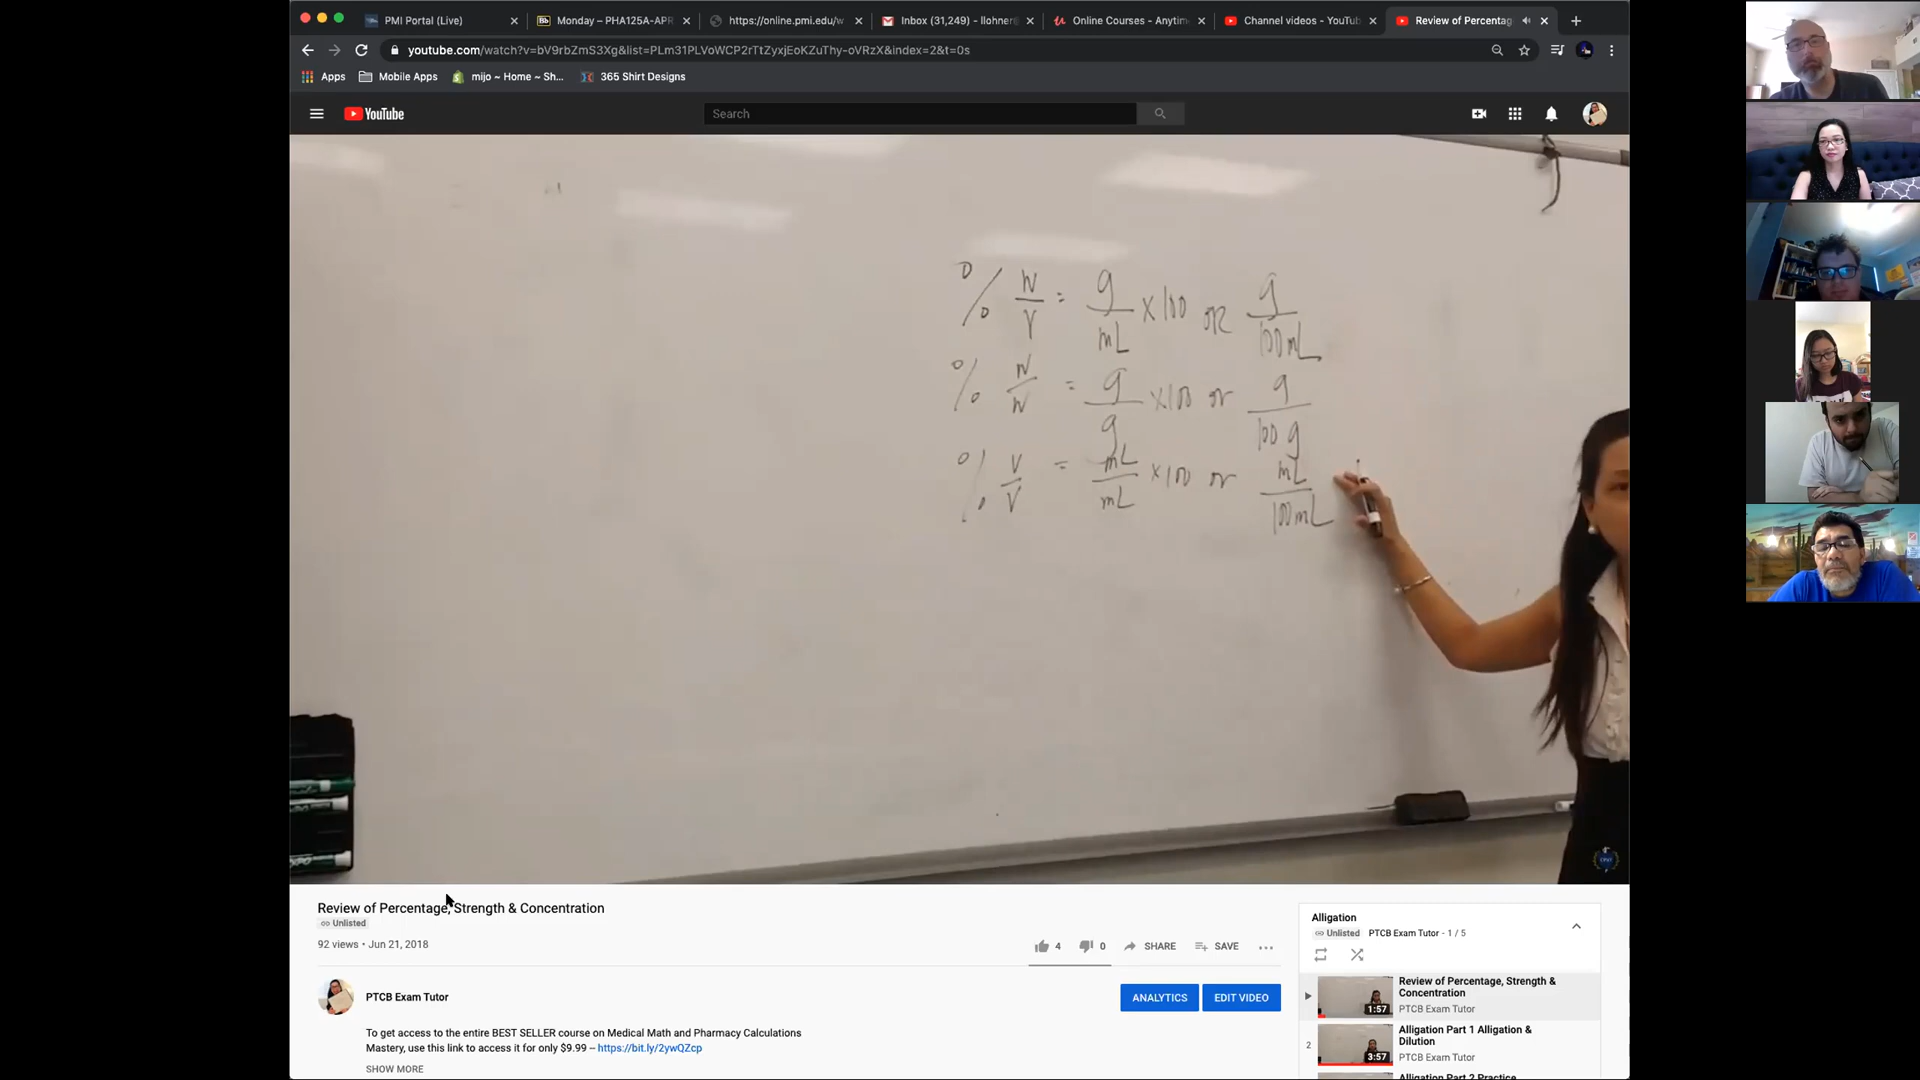 PMI Portal (Live)
Monday – PHA125A-APR
https://online.pmi.edu/w
Inbox (31,249) - llohner@
Online Courses - Anytim
Channel videos - YouTub
Review of Percentag
youtube.com/watch?v=bV9rbZmS3Xg&list=PLm31PLVoWCP2rTtZyxjEoKZuThy-oVRzX&index=2&t=0s
Apps
Mobile Apps
mijo ~ Home ~ Sh...
365 Shirt Designs
YouTube
Search
% W/V = g/mL x100 OR g/100mL
% W/W = g/g x100 or g/100 g
% V/V = mL/mL x100 or mL/100mL
Review of Percentage, Strength & Concentration
Unlisted
92 views • Jun 21, 2018
4
0
SHARE
SAVE
PTCB Exam Tutor
ANALYTICS
EDIT VIDEO
To get access to the entire BEST SELLER course on Medical Math and Pharmacy Calculations
Mastery, use this link to access it for only $9.99 – https://bit.ly/2ywQZcp
SHOW MORE
Alligation
Unlisted PTCB Exam Tutor - 1 / 5
Review of Percentage, Strength &
Concentration
PTCB Exam Tutor
1:57
2
Alligation Part 1 Alligation &
Dilution
PTCB Exam Tutor
3:57
Alligation Part 2 Practice